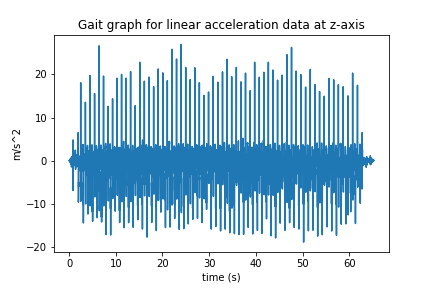 Gait graph for linear acceleration data at z-axis
20
10
0
−10
−20
m/s^2
0 10 20 30 40 50 60
time (s)